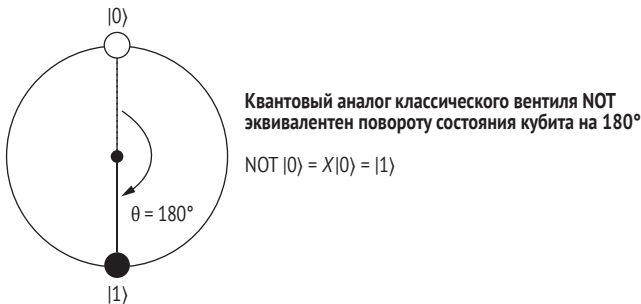 |0⟩
Квантовый аналог классического вентиля NOT
эквивалентен повороту состояния кубита на 180°
NOT |0⟩ = X|0⟩ = |1⟩
θ = 180°
|1⟩